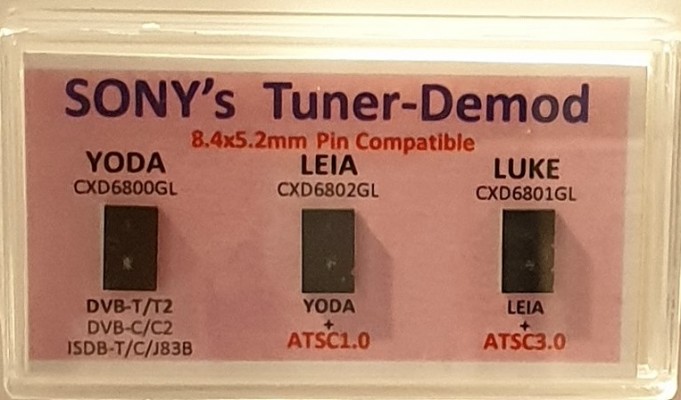 SONY's Tuner-Demod
8.4x5.2mm Pin Compatible
YODA
CXD6800GL
DVB-T/T2
DVB-C/C2
ISDB-T/C/J83B
LEIA
CXD6802GL
YODA
+
ATSC1.0
LUKE
CXD6801GL
LEIA
+
ATSC3.0